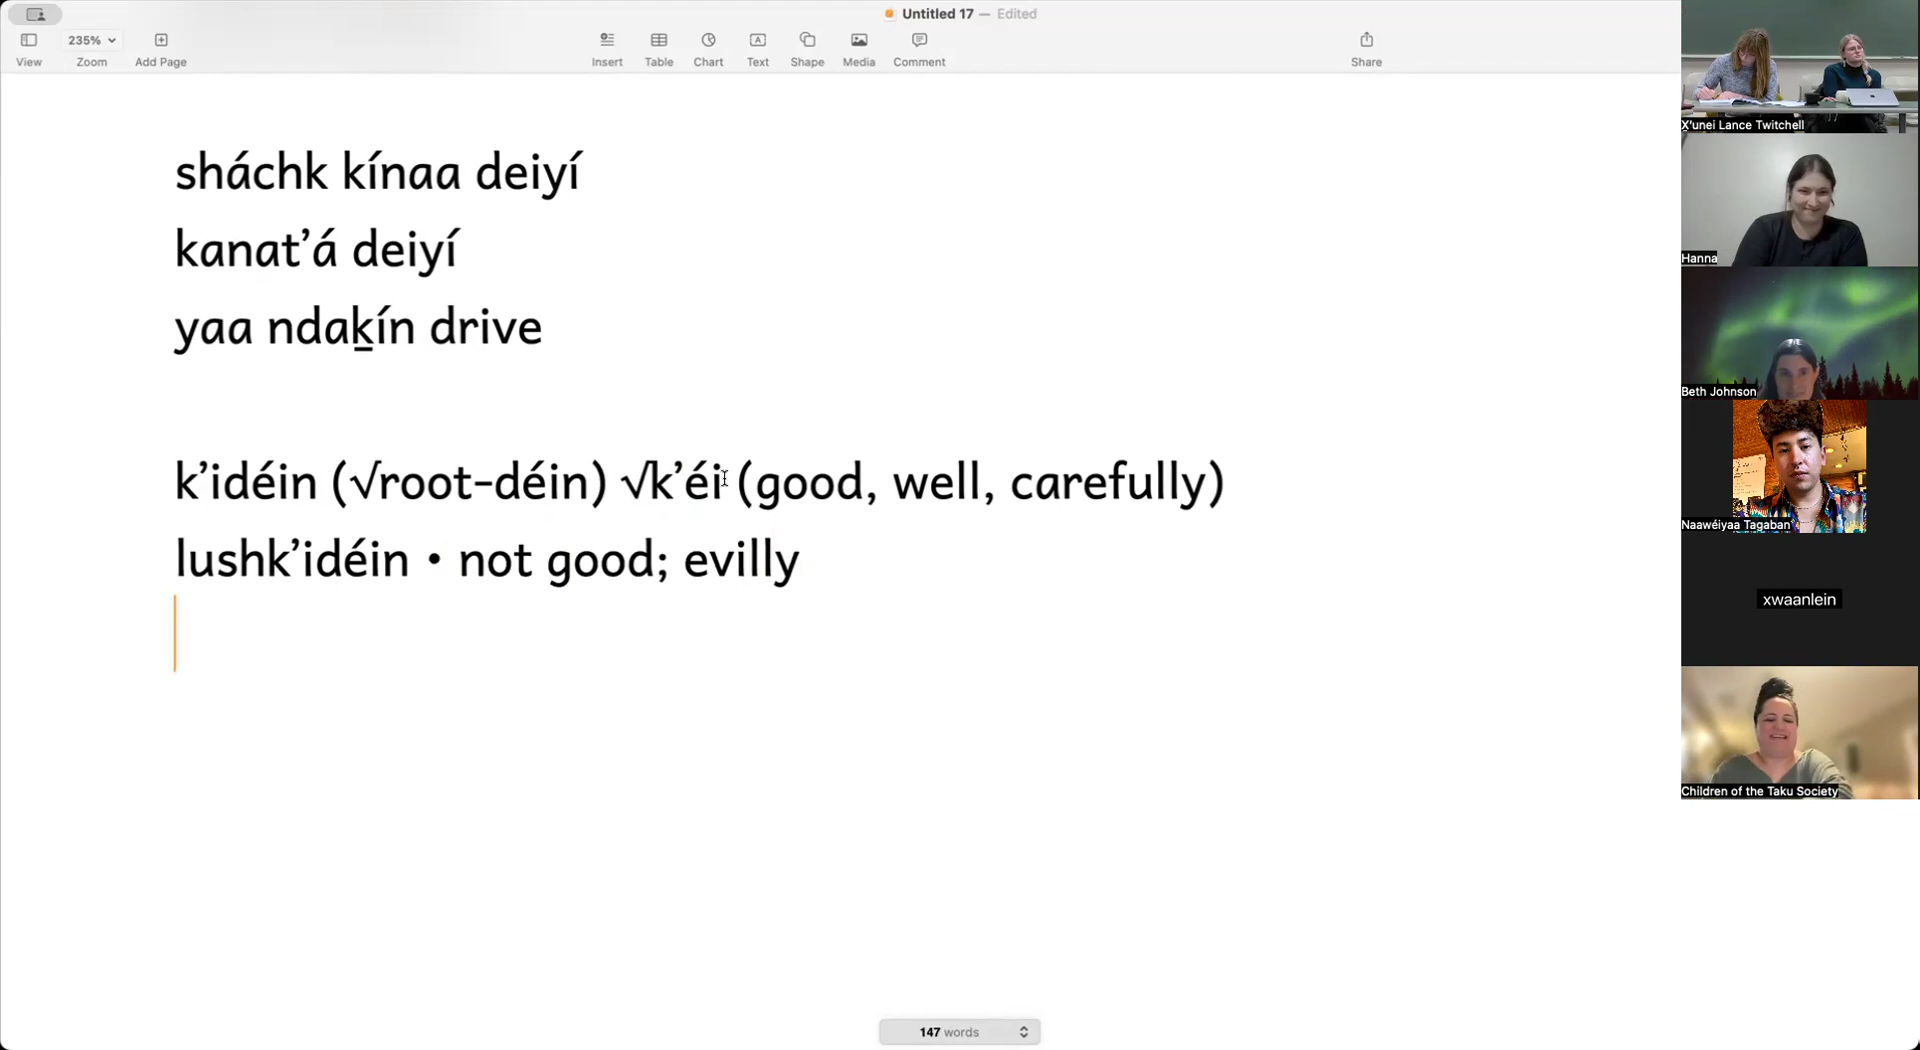 Untitled 17 — Edited
235%
View Zoom Add Page Insert Table Chart Text Shape Media Comment Share
sháchk kínaa deiyí
kanat’á deiyí
yaa ndaḵín drive
k’idéin (√root-déin) √k’éi (good, well, carefully)
lushk’idéin • not good; evilly
147 words
X'unei Lance Twitchell
Hanna
Beth Johnson
Naawéiyaa Tagaban
xwaanlein
Children of the Taku Society